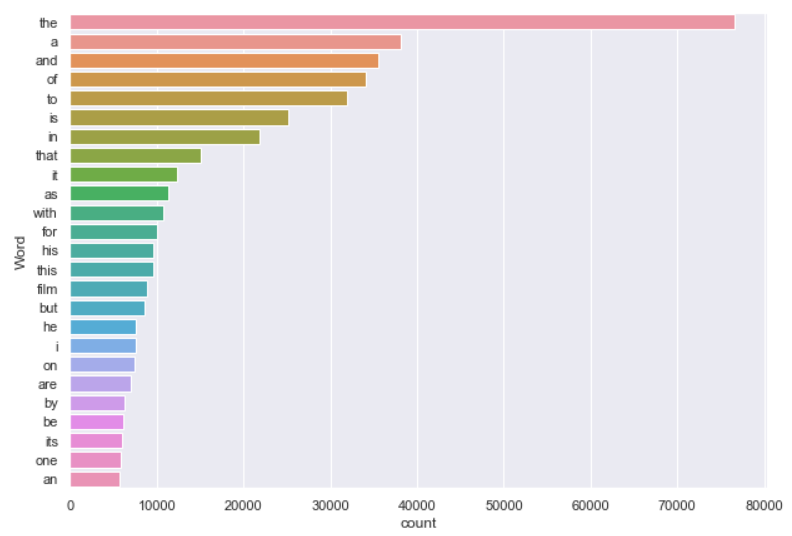 the
a
and
of
to
is
in
that
it
as
with
for
his
this
film
but
he
i
on
are
by
be
its
one
an
Word
0 10000 20000 30000 40000 50000 60000 70000 80000
count